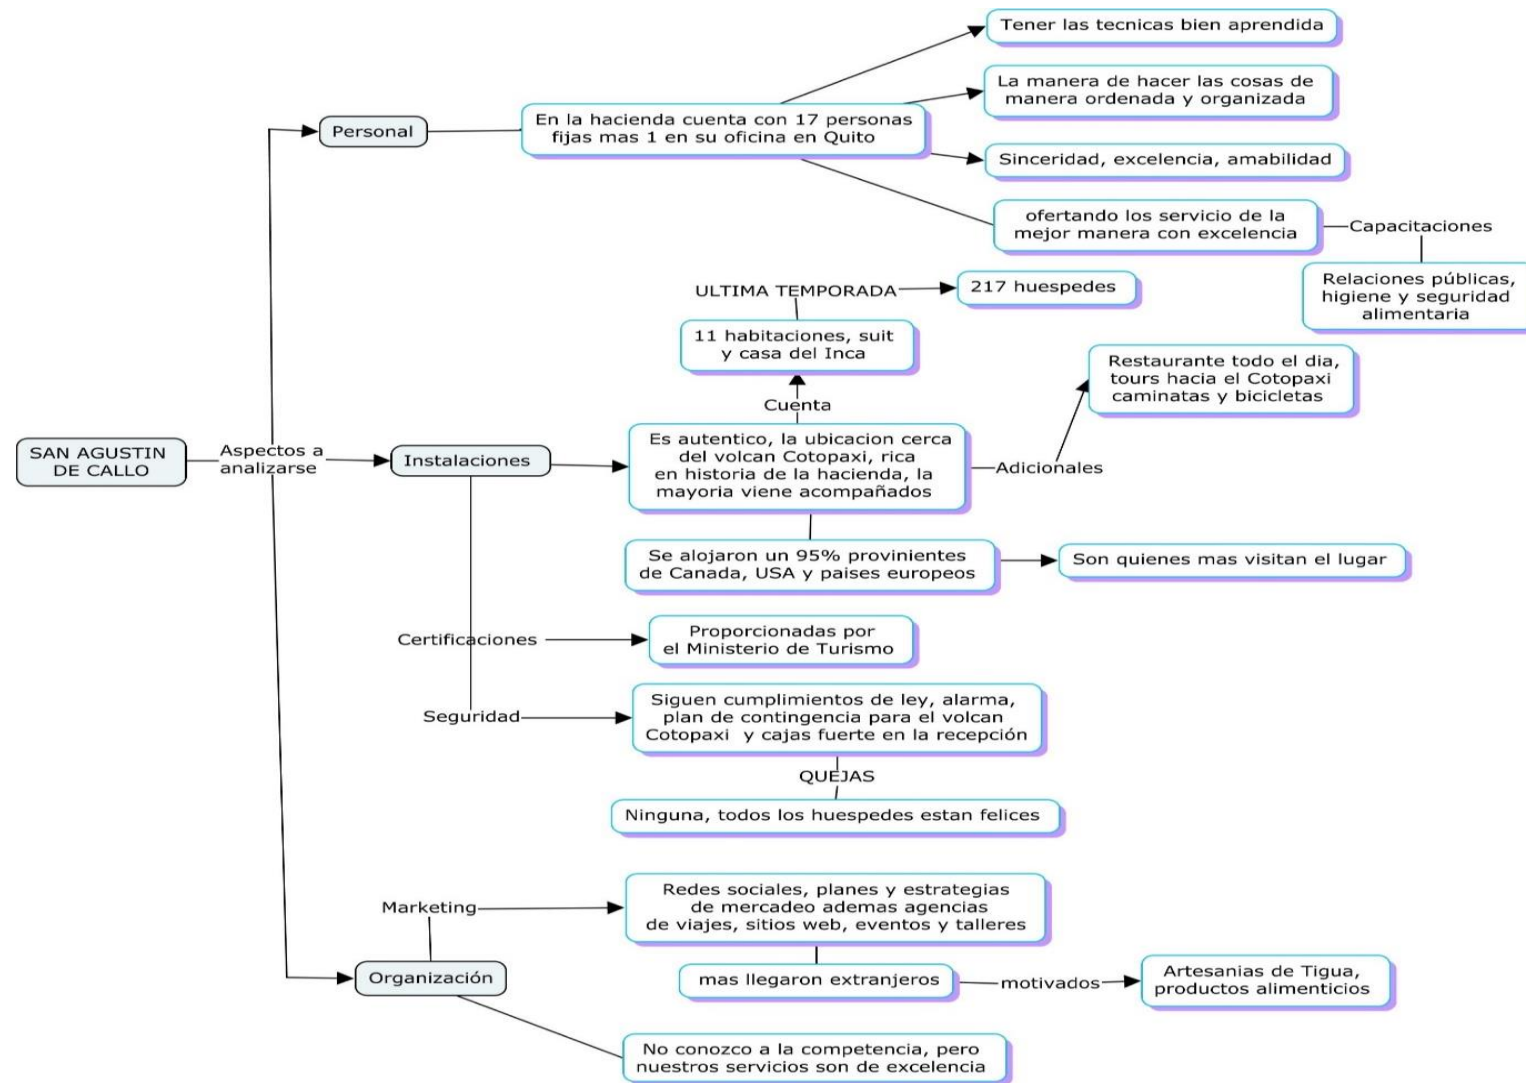 Tener las tecnicas bien aprendida
La manera de hacer las cosas de
manera ordenada y organizada
Personal
En la hacienda cuenta con 17 personas
fijas mas 1 en su oficina en Quito
Sinceridad, excelencia, amabilidad
ofertando los servicio de la
mejor manera con excelencia
Capacitaciones
Relaciones públicas,
higiene y seguridad
alimentaria
ULTIMA TEMPORADA
217 huespedes
11 habitaciones, suit
y casa del Inca
Cuenta
Restaurante todo el dia,
tours hacia el Cotopaxi
caminatas y bicicletas
SAN AGUSTIN
DE CALLO
Aspectos a
analizarse
Instalaciones
Es autentico, la ubicacion cerca
del volcan Cotopaxi, rica
en historia de la hacienda, la
mayoria viene acompañados
Adicionales
Se alojaron un 95% provinientes
de Canada, USA y paises europeos
Son quienes mas visitan el lugar
Certificaciones
Proporcionadas por
el Ministerio de Turismo
Seguridad
Siguen cumplimientos de ley, alarma,
plan de contingencia para el volcan
Cotopaxi y cajas fuerte en la recepción
QUEJAS
Ninguna, todos los huespedes estan felices
Marketing
Redes sociales, planes y estrategias
de mercadeo ademas agencias
de viajes, sitios web, eventos y talleres
Organización
mas llegaron extranjeros
motivados
Artesanias de Tigua,
productos alimenticios
No conozco a la competencia, pero
nuestros servicios son de excelencia